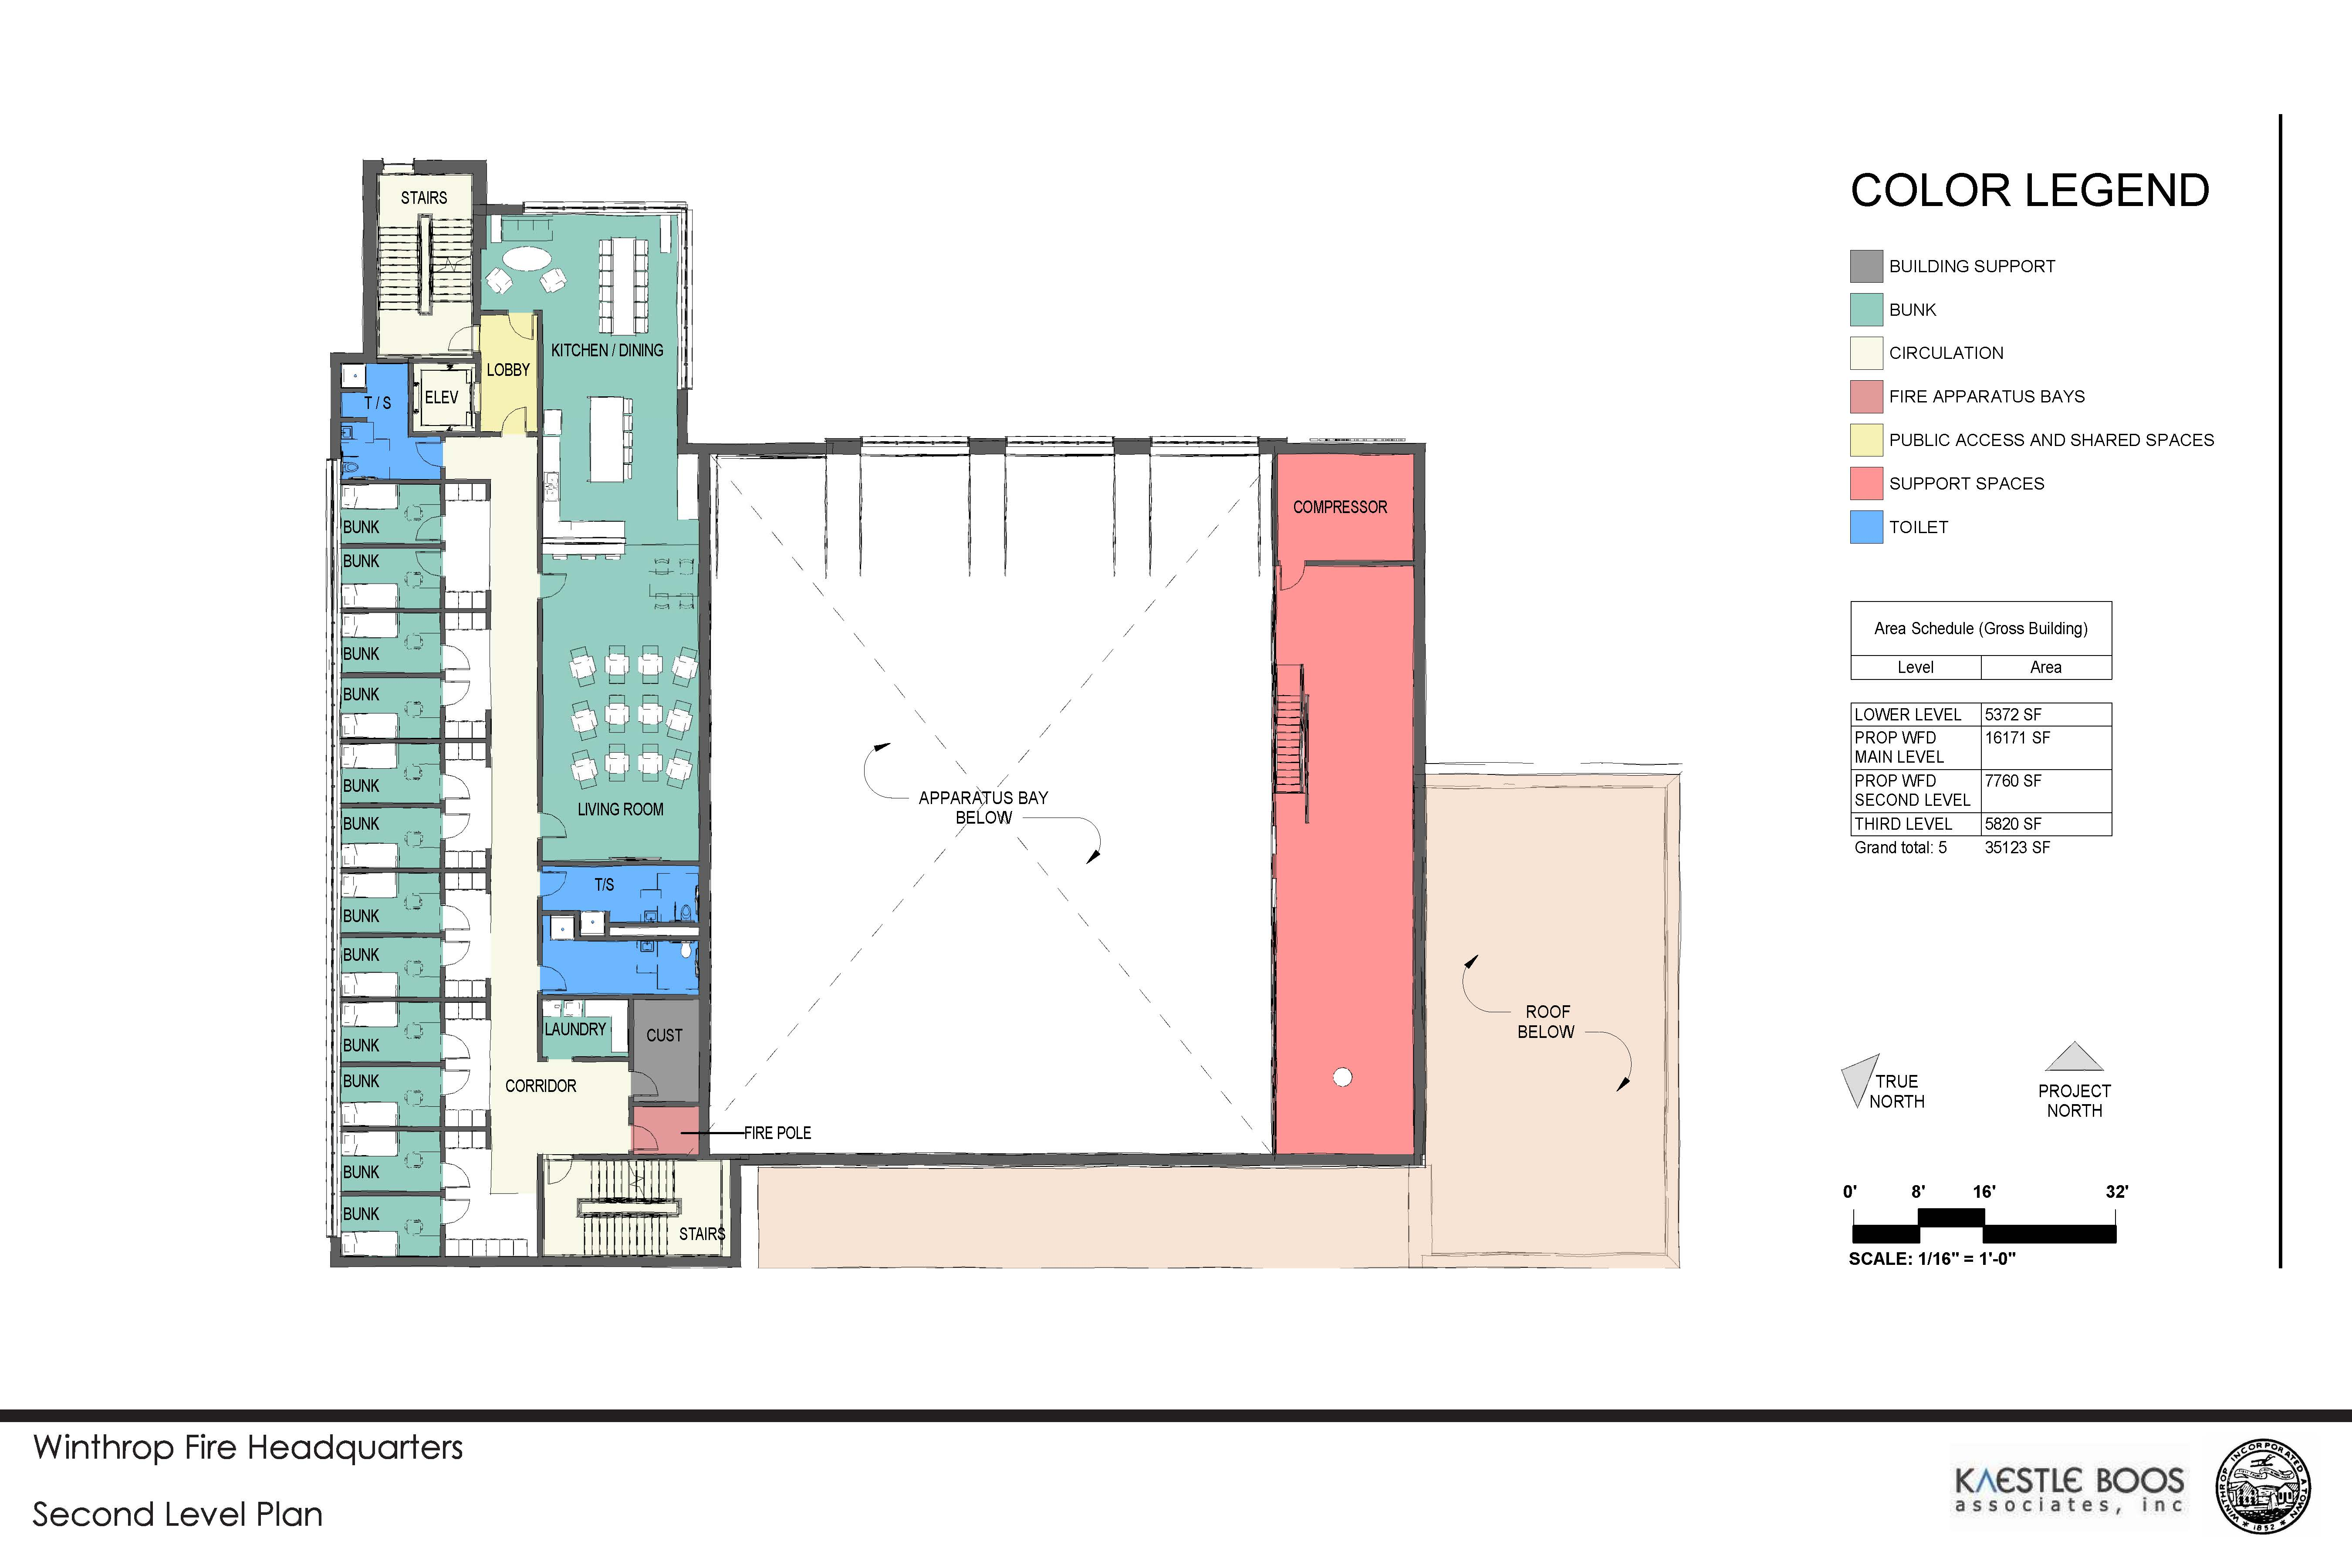 STAIRS
KITCHEN / DINING
LOBBY
ELEV
T / S
BUNK
BUNK
BUNK
BUNK
BUNK
BUNK
BUNK
BUNK
BUNK
BUNK
BUNK
BUNK
LIVING ROOM
T/S
LAUNDRY
CUST
CORRIDOR
FIRE POLE
STAIRS
APPARATUS BAY
BELOW
COMPRESSOR
ROOF
BELOW
COLOR LEGEND
BUILDING SUPPORT
BUNK
CIRCULATION
FIRE APPARATUS BAYS
PUBLIC ACCESS AND SHARED SPACES
SUPPORT SPACES
TOILET
Area Schedule (Gross Building)
Level Area
LOWER LEVEL 5372 SF
PROP WFD 16171 SF
MAIN LEVEL
PROP WFD 7760 SF
SECOND LEVEL
THIRD LEVEL 5820 SF
Grand total: 5 35123 SF
TRUE
NORTH
PROJECT
NORTH
0' 8' 16' 32'
SCALE: 1/16" = 1'-0"
Winthrop Fire Headquarters
Second Level Plan
KAESTLE BOOS
associates, inc
WINTHROP INCORPORATED A TOWN
1852